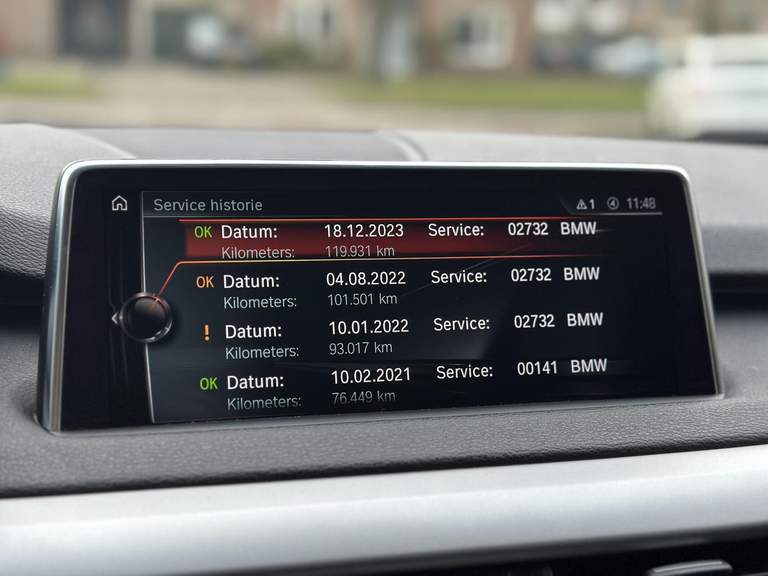 Service historie 1 11:48
OK Datum: 18.12.2023 Service: 02732 BMW
Kilometers: 119.931 km
OK Datum: 04.08.2022 Service: 02732 BMW
Kilometers: 101.501 km
! Datum: 10.01.2022 Service: 02732 BMW
Kilometers: 93.017 km
OK Datum: 10.02.2021 Service: 00141 BMW
Kilometers: 76.449 km